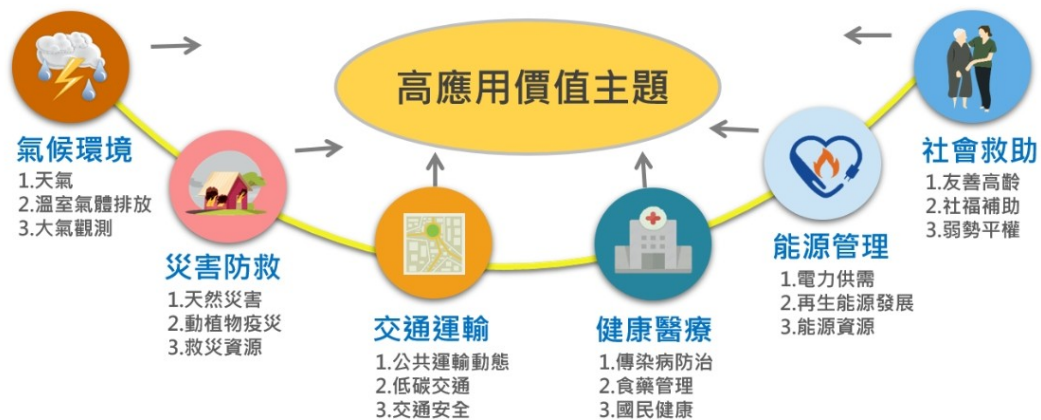 高應用價值主題
氣候環境
1.天氣
2.溫室氣體排放
3.大氣觀測
災害防救
1.天然災害
2.動植物疫災
3.救災資源
交通運輸
1.公共運輸動態
2.低碳交通
3.交通安全
健康醫療
1.傳染病防治
2.食藥管理
3.國民健康
能源管理
1.電力供需
2.再生能源發展
3.能源資源
社會救助
1.友善高齡
2.社福補助
3.弱勢平權